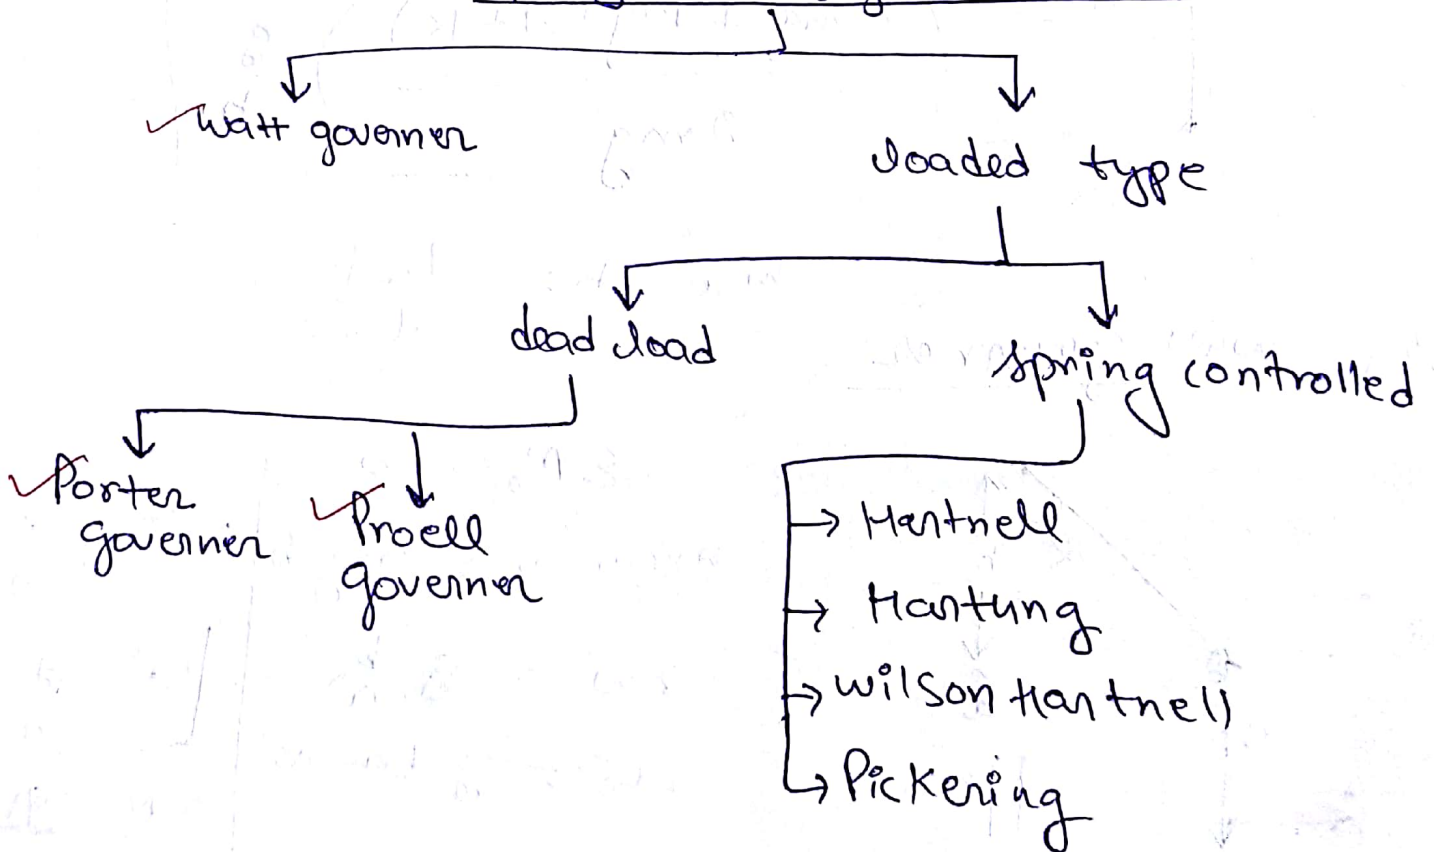 Watt governer
loaded type
dead load
spring controlled
Porter
governer
Proell
governer
Hartnell
Hartung
Wilson Hartnell
Pickering